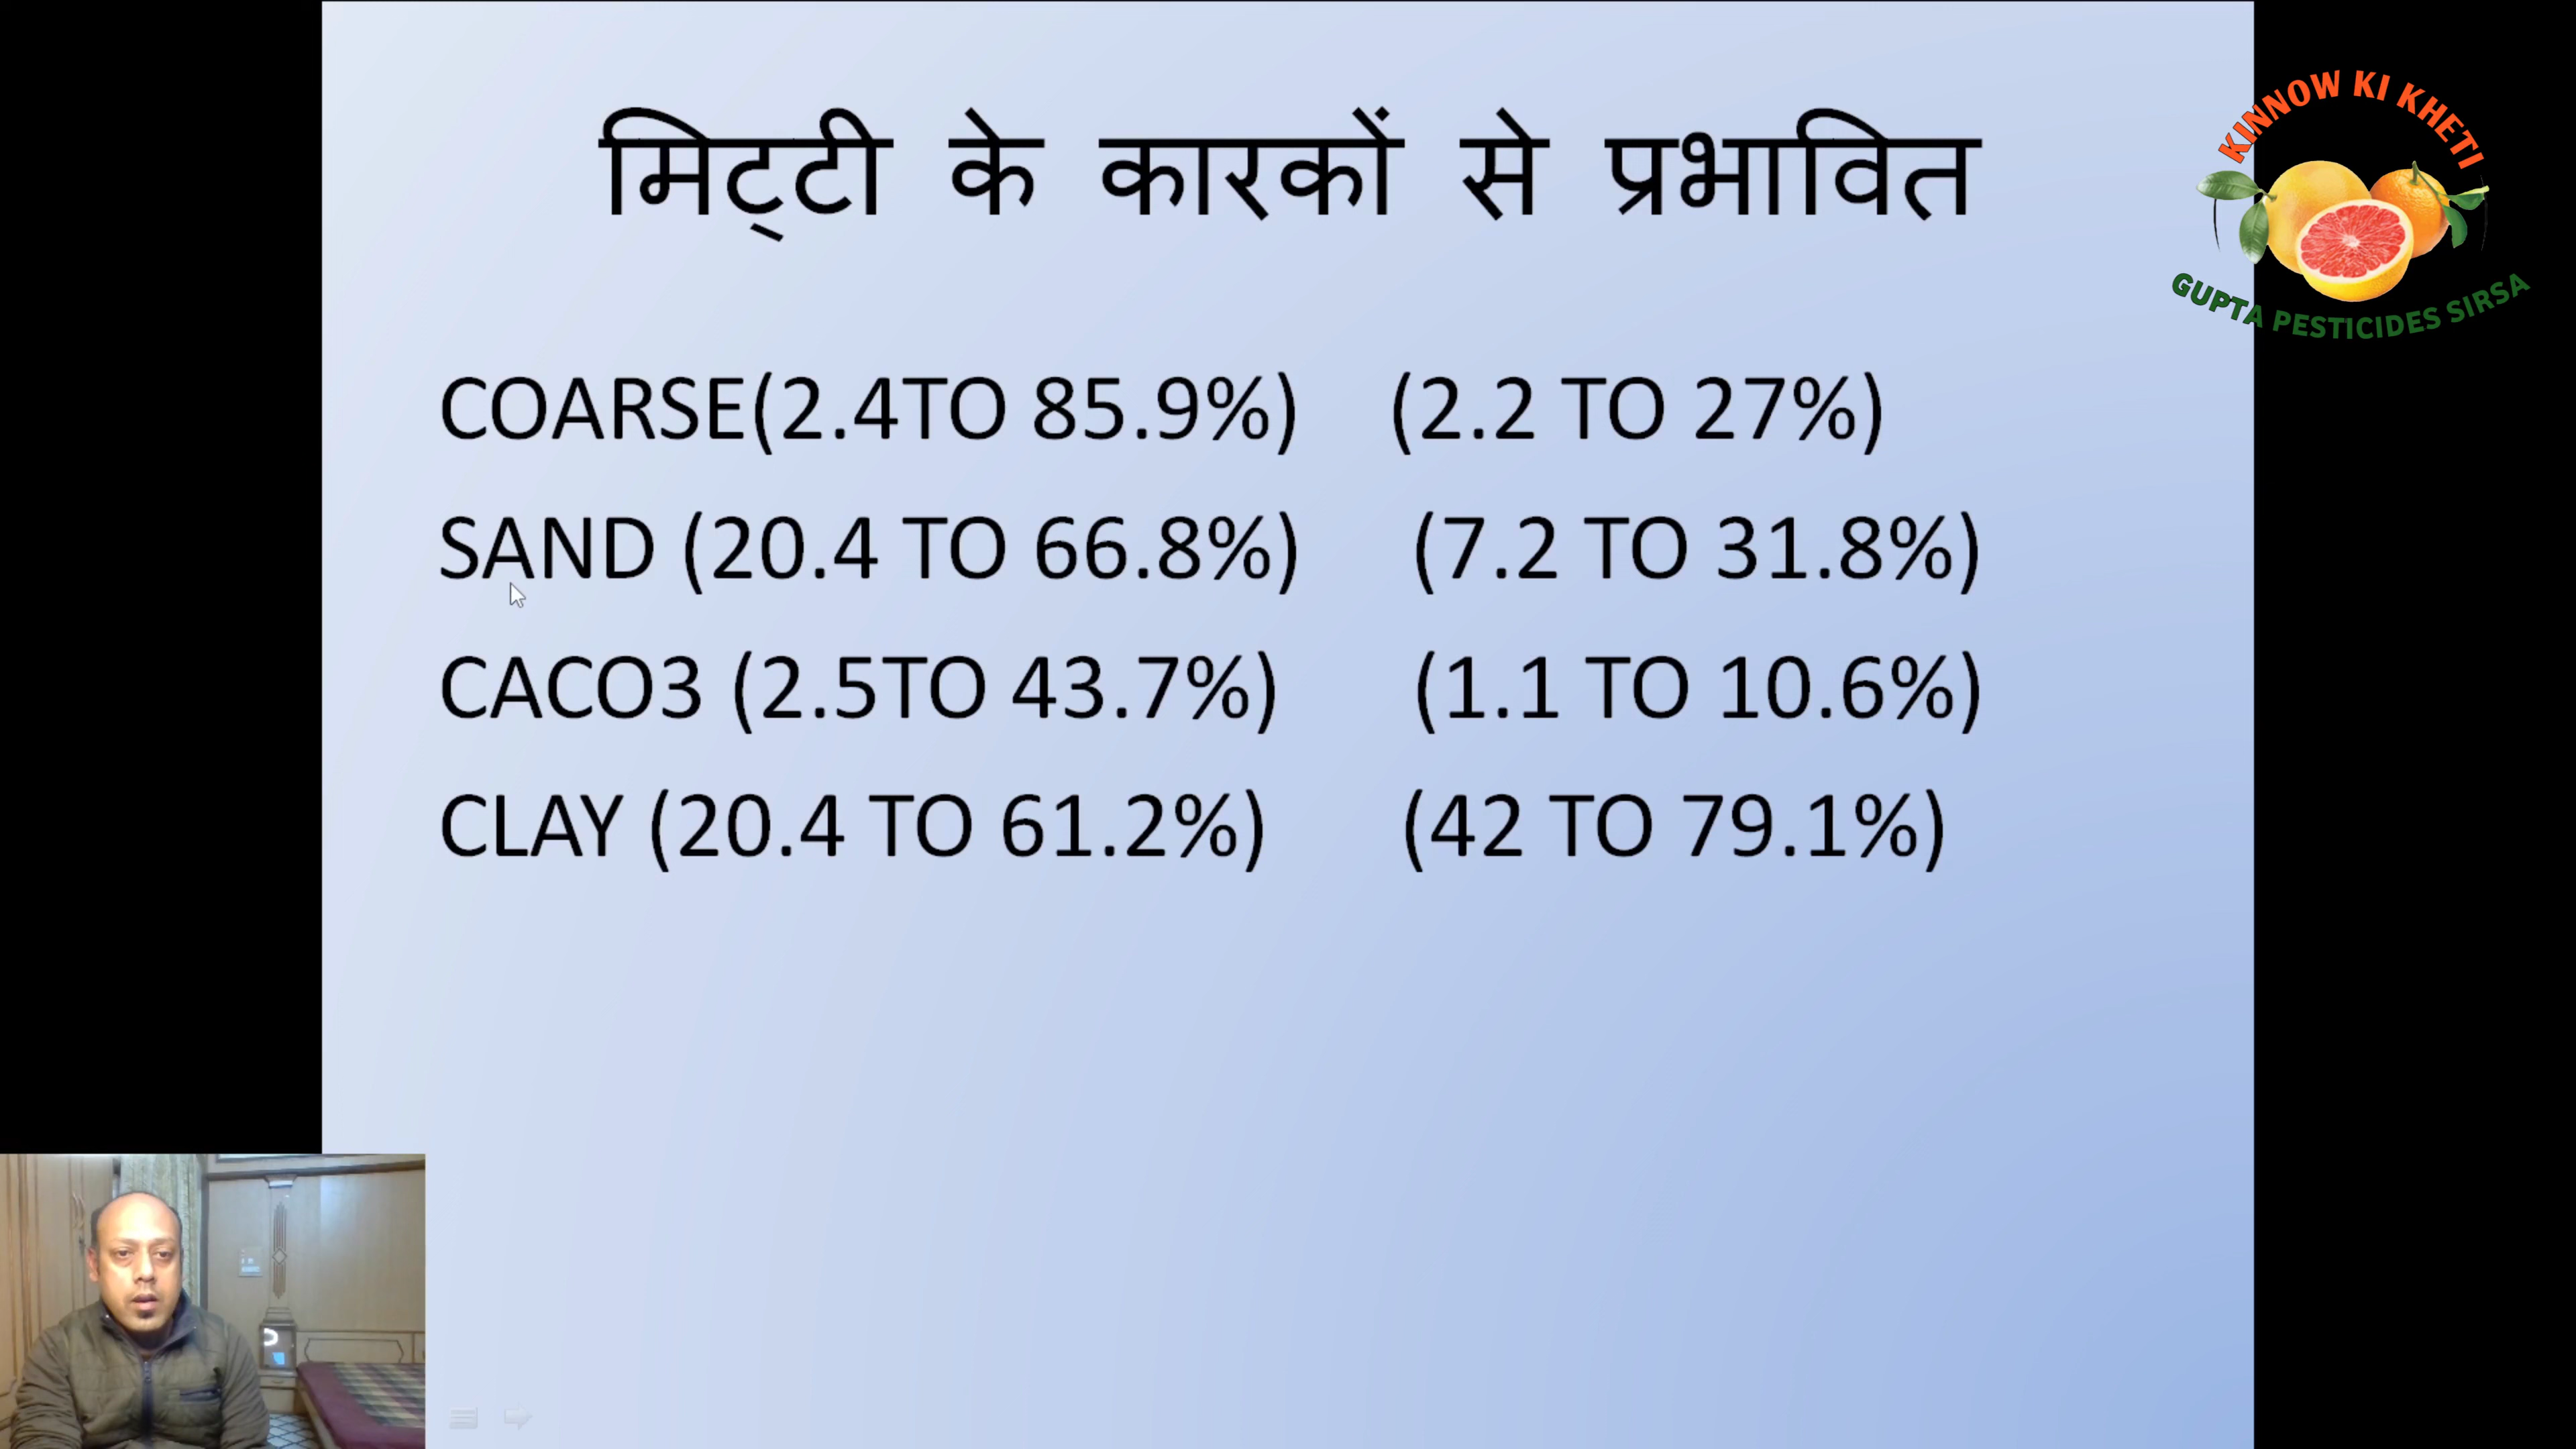 मिट्टी के कारकों से प्रभावित
KINNOW KI KHETI
GUPTA PESTICIDES SIRSA
COARSE(2.4TO 85.9%) (2.2 TO 27%)
SAND (20.4 TO 66.8%) (7.2 TO 31.8%)
CACO3 (2.5TO 43.7%) (1.1 TO 10.6%)
CLAY (20.4 TO 61.2%) (42 TO 79.1%)